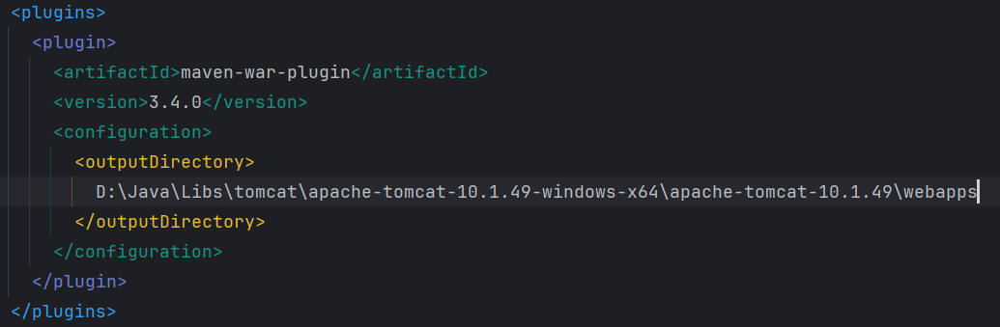 <plugins>
<plugin>
<artifactId>maven-war-plugin</artifactId>
<version>3.4.0</version>
<configuration>
<outputDirectory>
D:\Java\Libs\tomcat\apache-tomcat-10.1.49-windows-x64\apache-tomcat-10.1.49\webapps
</outputDirectory>
</configuration>
</plugin>
</plugins>